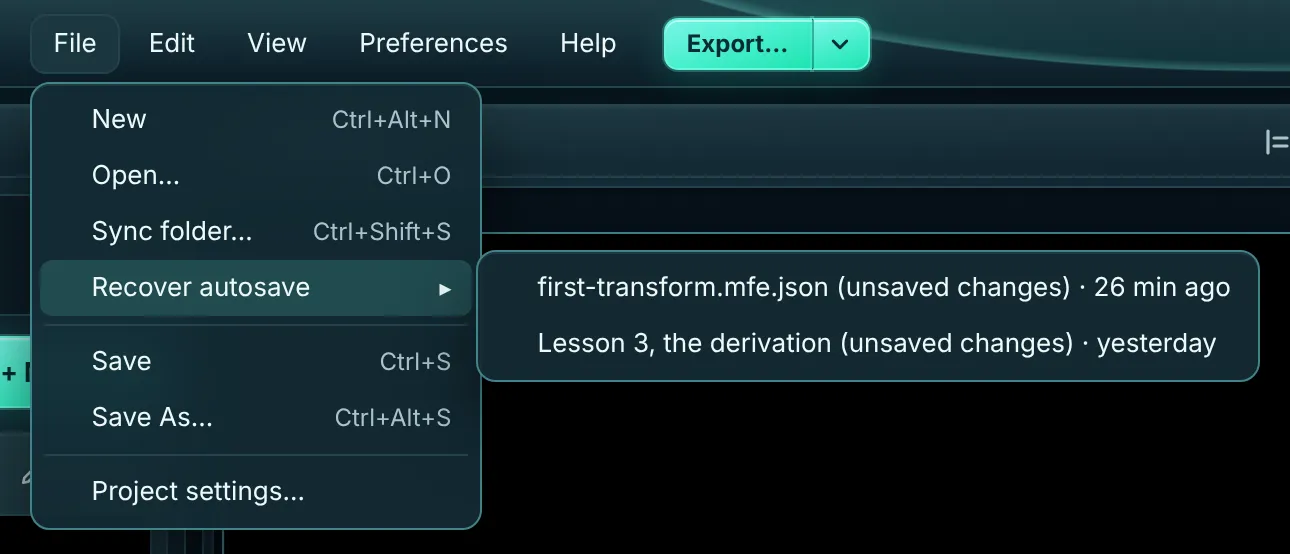 File Edit View Preferences Help Export...
New Ctrl+Alt+N
Open... Ctrl+O
Sync folder... Ctrl+Shift+S
Recover autosave ▸
first-transform.mfe.json (unsaved changes) · 26 min ago
Lesson 3, the derivation (unsaved changes) · yesterday
+
Save Ctrl+S
Save As... Ctrl+Alt+S
Project settings...